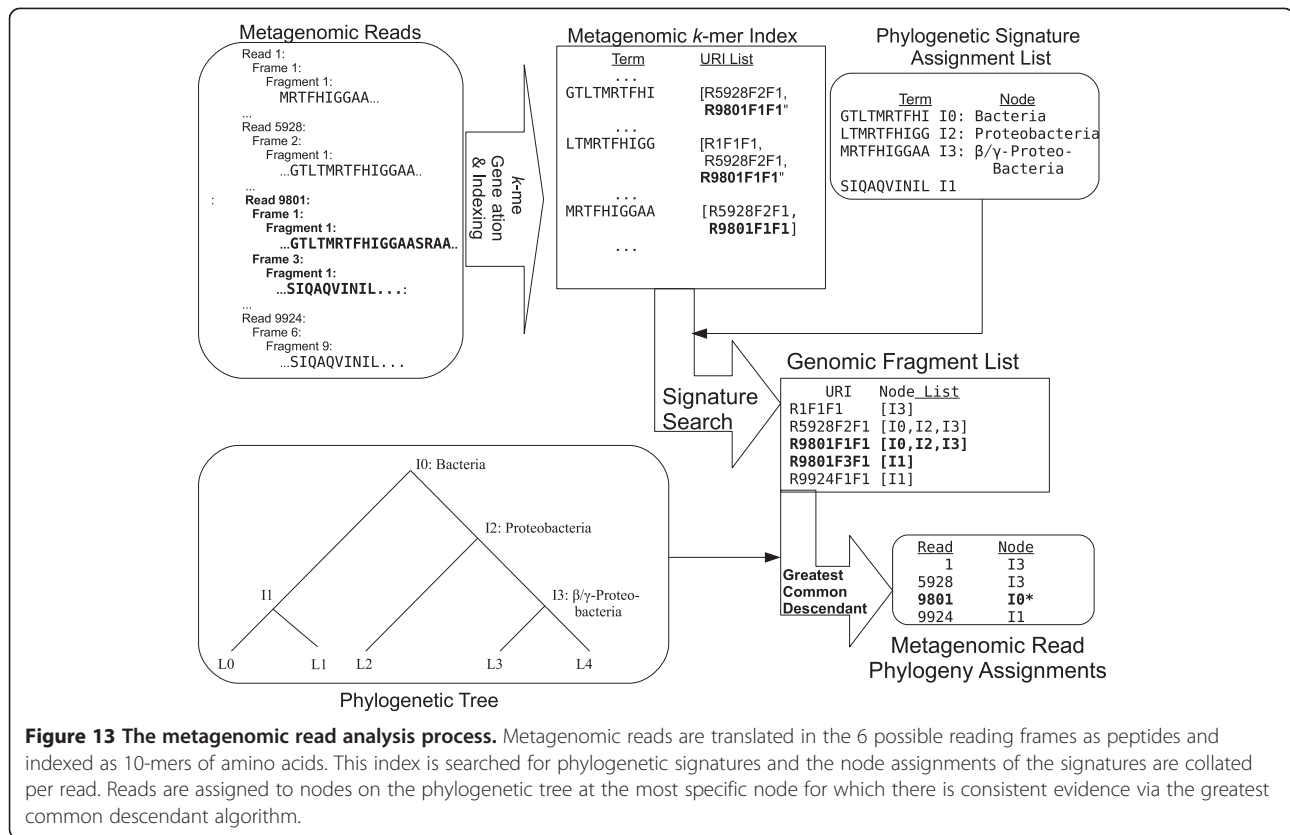 Metagenomic Reads
Read 1:
Frame 1:
Fragment 1:
MRTFHIGGAA...
...
Read 5928:
Frame 2:
Fragment 1:
...GTLTMRTFHIGGAA..
...
: Read 9801:
Frame 1:
Fragment 1:
...GTLTMRTFHIGGAASRAA..
Frame 3:
Fragment 1:
...SIQAQVINIL...:
...
Read 9924:
Frame 6:
Fragment 9:
...SIQAQVINIL...
k-me
Gene ation
& Indexing
Metagenomic k-mer Index
Term URI List
...
GTLTMRTFHI [R5928F2F1,
R9801F1F1"
...
LTMRTFHIGG [R1F1F1,
R5928F2F1,
R9801F1F1"
...
MRTFHIGGAA [R5928F2F1,
R9801F1F1]
...
Phylogenetic Signature
Assignment List
Term Node
GTLTMRTFHI I0: Bacteria
LTMRTFHIGG I2: Proteobacteria
MRTFHIGGAA I3: β/γ-Proteo-
Bacteria
SIQAQVINIL I1
Signature
Search
Genomic Fragment List
URI Node List
R1F1F1 [I3]
R5928F2F1 [I0,I2,I3]
R9801F1F1 [I0,I2,I3]
R9801F3F1 [I1]
R9924F1F1 [I1]
I0: Bacteria
I2: Proteobacteria
I1
I3: β/γ-Proteo-
bacteria
L0 L1 L2 L3 L4
Phylogenetic Tree
Greatest
Common
Descendant
Read Node
1 I3
5928 I3
9801 I0*
9924 I1
Metagenomic Read
Phylogeny Assignments
Figure 13 The metagenomic read analysis process. Metagenomic reads are translated in the 6 possible reading frames as peptides and
indexed as 10-mers of amino acids. This index is searched for phylogenetic signatures and the node assignments of the signatures are collated
per read. Reads are assigned to nodes on the phylogenetic tree at the most specific node for which there is consistent evidence via the greatest
common descendant algorithm.